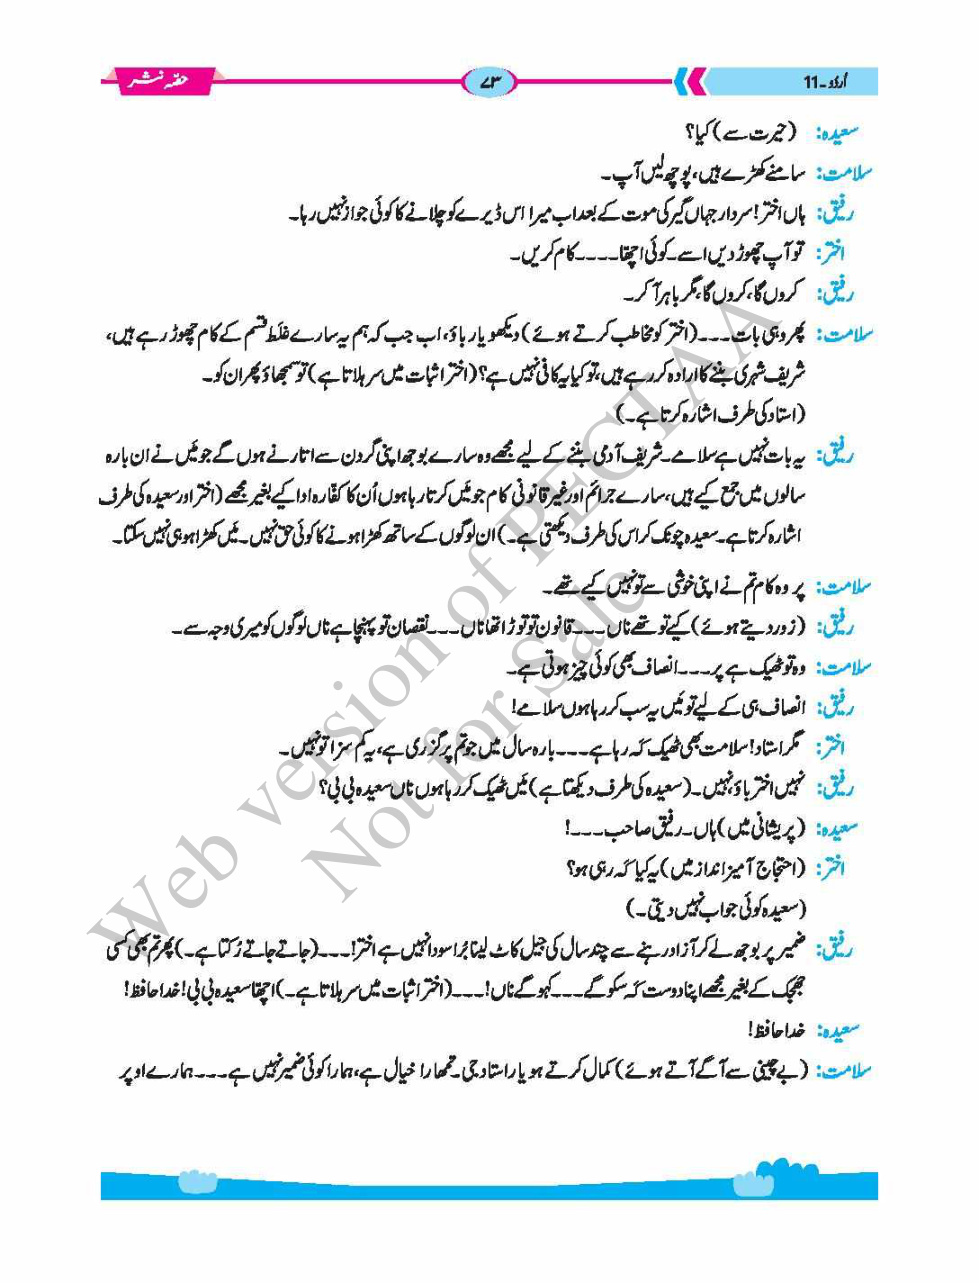 اُردُو۔11
۷۳
حصّہ نثر
سعیدہ: (حیرت سے) کیا؟
سلامت: سامنے کھڑے ہیں، پوچھ لیں آپ۔
رفیق: ہاں اختر! سردار جہاں گیر کی موت کے بعد اب میرا اس ڈیرے کو چلانے کا کوئی جواز نہیں رہا۔
اختر: تو آپ چھوڑ دیں اسے۔ کوئی اچھّا۔۔۔۔ کام کریں۔
رفیق: کروں گا، کروں گا، مگر باہر آ کر۔
سلامت: پھر وہی بات۔۔۔ (اختر کو مخاطب کرتے ہوئے) دیکھو یار باؤ، اب جب کہ ہم یہ سارے غلَط قسم کے کام چھوڑ رہے ہیں،
شریف شہری بننے کا ارادہ کر رہے ہیں، تو کیا یہ کافی نہیں ہے؟ (اختر اثبات میں سر ہلاتا ہے) تو سمجھاؤ پھر ان کو۔
(استاد کی طرف اشارہ کرتا ہے۔)
رفیق: یہ بات نہیں ہے سلامے۔ شریف آدمی بننے کے لیے مجھے وہ سارے بوجھ اپنی گردن سے اتارنے ہوں گے جو مَیں نے ان بارہ
سالوں میں جمع کیے ہیں، سارے جرائم اور غیر قانونی کام جو مَیں کرتا رہا ہوں اُن کا کفّارہ ادا کیے بغیر مجھے (اختر اور سعیدہ کی طرف
اشارہ کرتا ہے۔ سعیدہ چونک کر اس کی طرف دیکھتی ہے۔) ان لوگوں کے ساتھ کھڑا ہونے کا کوئی حق نہیں۔ مَیں کھڑا ہو ہی نہیں سکتا۔
سلامت: پر وہ کام تم نے اپنی خوشی سے تو نہیں کیے تھے۔
رفیق: (زور دیتے ہوئے) کیے تو تھے ناں۔۔۔ قانون تو توڑا تھا ناں۔۔۔ نقصان تو پہنچا ہے ناں لوگوں کو میری وجہ سے۔
سلامت: وہ تو ٹھیک ہے پر۔۔۔ انصاف بھی کوئی چیز ہوتی ہے۔
رفیق: انصاف ہی کے لیے تو مَیں یہ سب کر رہا ہوں سلامے!
اختر: مگر استاد! سلامت بھی ٹھیک کَہ رہا ہے۔۔۔ بارہ سال میں جو تم پر گزری ہے، یہ کم سزا تو نہیں۔
رفیق: نہیں اختر باؤ، نہیں۔ (سعیدہ کی طرف دیکھتا ہے) مَیں ٹھیک کر رہا ہوں ناں سعیدہ بی بی؟
سعیدہ: (پریشانی میں) ہاں۔ رفیق صاحب۔۔۔!
اختر: (احتجاج آمیز انداز میں) یہ کیا کَہ رہی ہو؟
(سعیدہ کوئی جواب نہیں دیتی۔)
رفیق: ضمیر پر بوجھ لے کر آزاد رہنے سے چند سال کی جیل کاٹ لینا بُرا سودا نہیں ہے اختر!۔۔۔ (جاتے جاتے رُکتا ہے۔) پھر تم بھی کسی
جھجک کے بغیر مجھے اپنا دوست کَہ سکو گے۔۔۔ کہو گے ناں!۔۔۔ (اختر اثبات میں سر ہلاتا ہے۔) اچھّا سعیدہ بی بی! خدا حافظ!
سعیدہ: خدا حافظ!
سلامت: (بے چینی سے آگے آتے ہوئے) کمال کرتے ہو یار استاد جی۔ تمھارا خیال ہے، ہمارا کوئی ضمیر نہیں ہے۔۔۔ ہمارے اوپر
Web version of PECTAA
Not for Sale